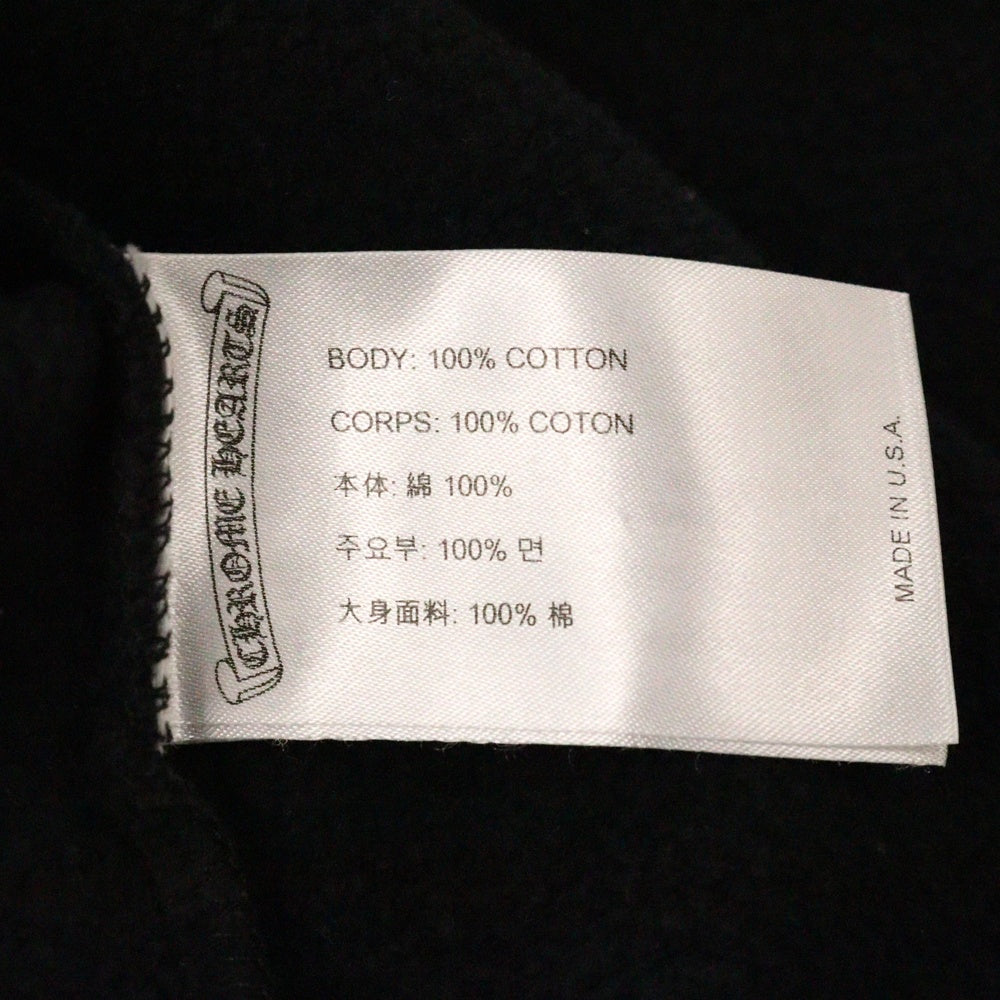 CHROME HEARTS
BODY: 100% COTTON
CORPS: 100% COTON
本体: 綿 100%
주요부: 100% 면
大身面料: 100% 棉
MADE IN U.S.A.